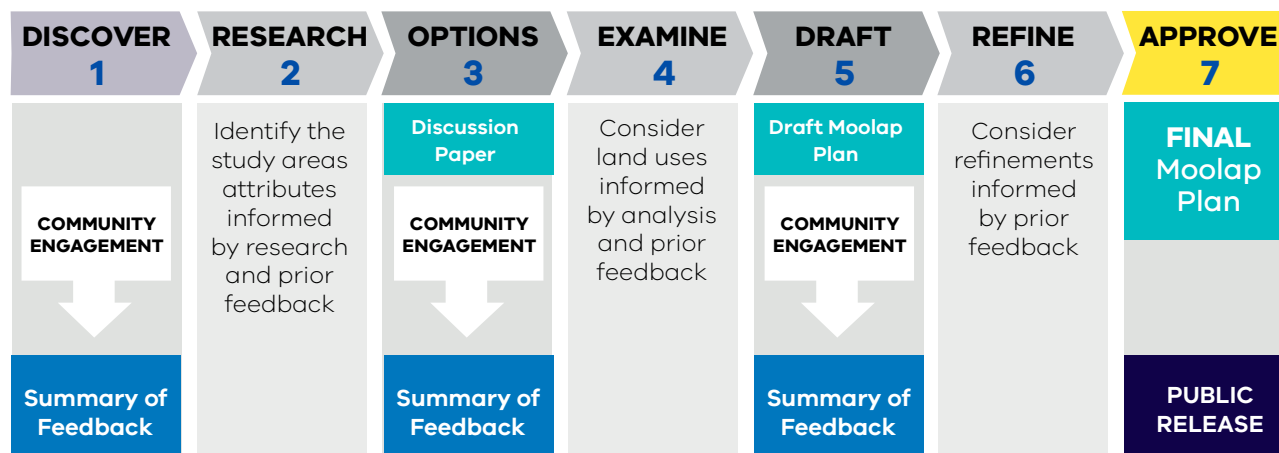 DISCOVER
1
COMMUNITY
ENGAGEMENT
Summary of
Feedback
RESEARCH
2
Identify the
study areas
attributes
informed
by research
and prior
feedback
OPTIONS
3
Discussion
Paper
COMMUNITY
ENGAGEMENT
Summary of
Feedback
EXAMINE
4
Consider
land uses
informed
by analysis
and prior
feedback
DRAFT
5
Draft Moolap
Plan
COMMUNITY
ENGAGEMENT
Summary of
Feedback
REFINE
6
Consider
refinements
informed
by prior
feedback
APPROVE
7
FINAL
Moolap
Plan
PUBLIC
RELEASE